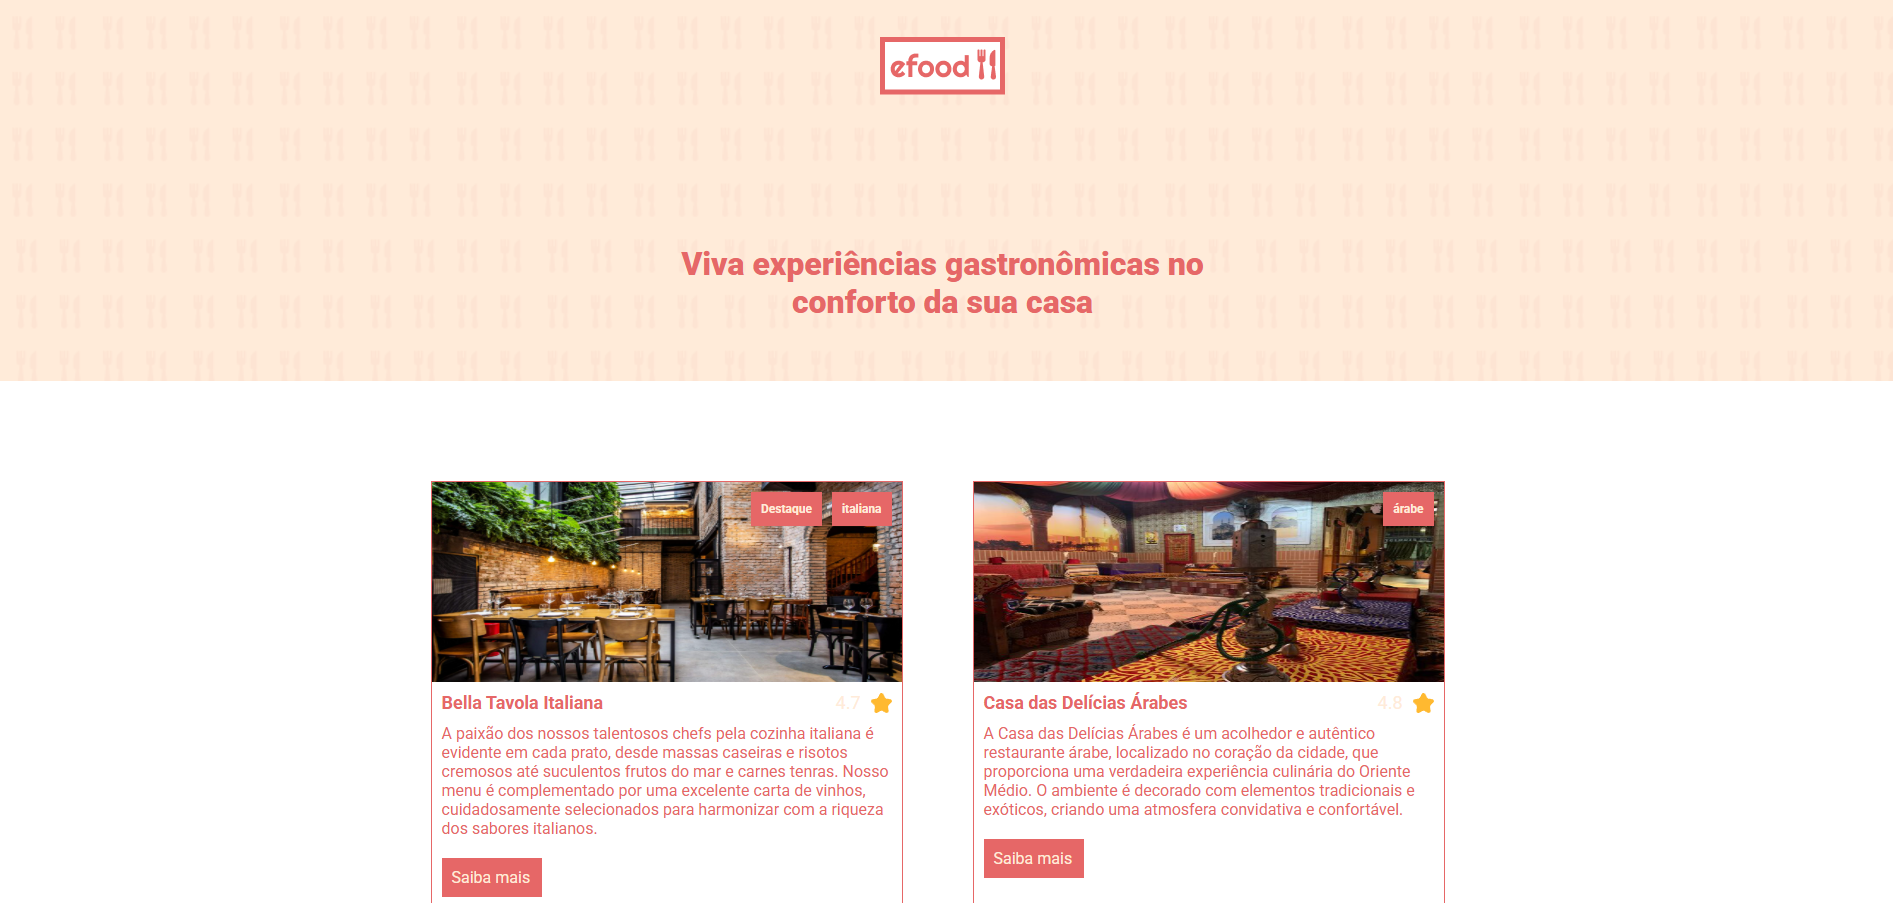 efood
Viva experiências gastronômicas no
conforto da sua casa
Destaque
italiana
Bella Tavola Italiana
4.7
A paixão dos nossos talentosos chefs pela cozinha italiana é
evidente em cada prato, desde massas caseiras e risotos
cremosos até suculentos frutos do mar e carnes tenras. Nosso
menu é complementado por uma excelente carta de vinhos,
cuidadosamente selecionados para harmonizar com a riqueza
dos sabores italianos.
Saiba mais
árabe
Casa das Delícias Árabes
4.8
A Casa das Delícias Árabes é um acolhedor e autêntico
restaurante árabe, localizado no coração da cidade, que
proporciona uma verdadeira experiência culinária do Oriente
Médio. O ambiente é decorado com elementos tradicionais e
exóticos, criando uma atmosfera convidativa e confortável.
Saiba mais